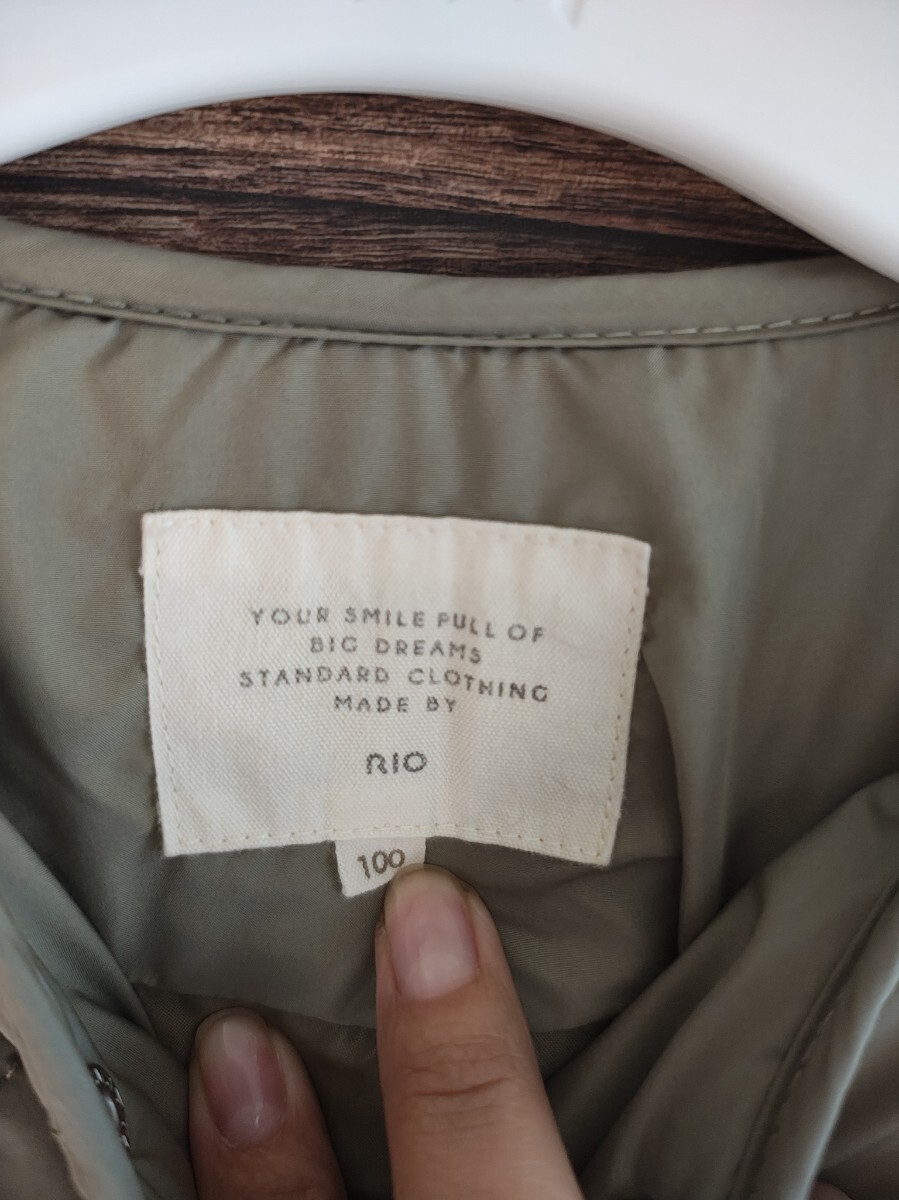 YOUR SMILE FULL OF
BIG DREAMS
STANDARD CLOTHING
MADE BY
RIO
100